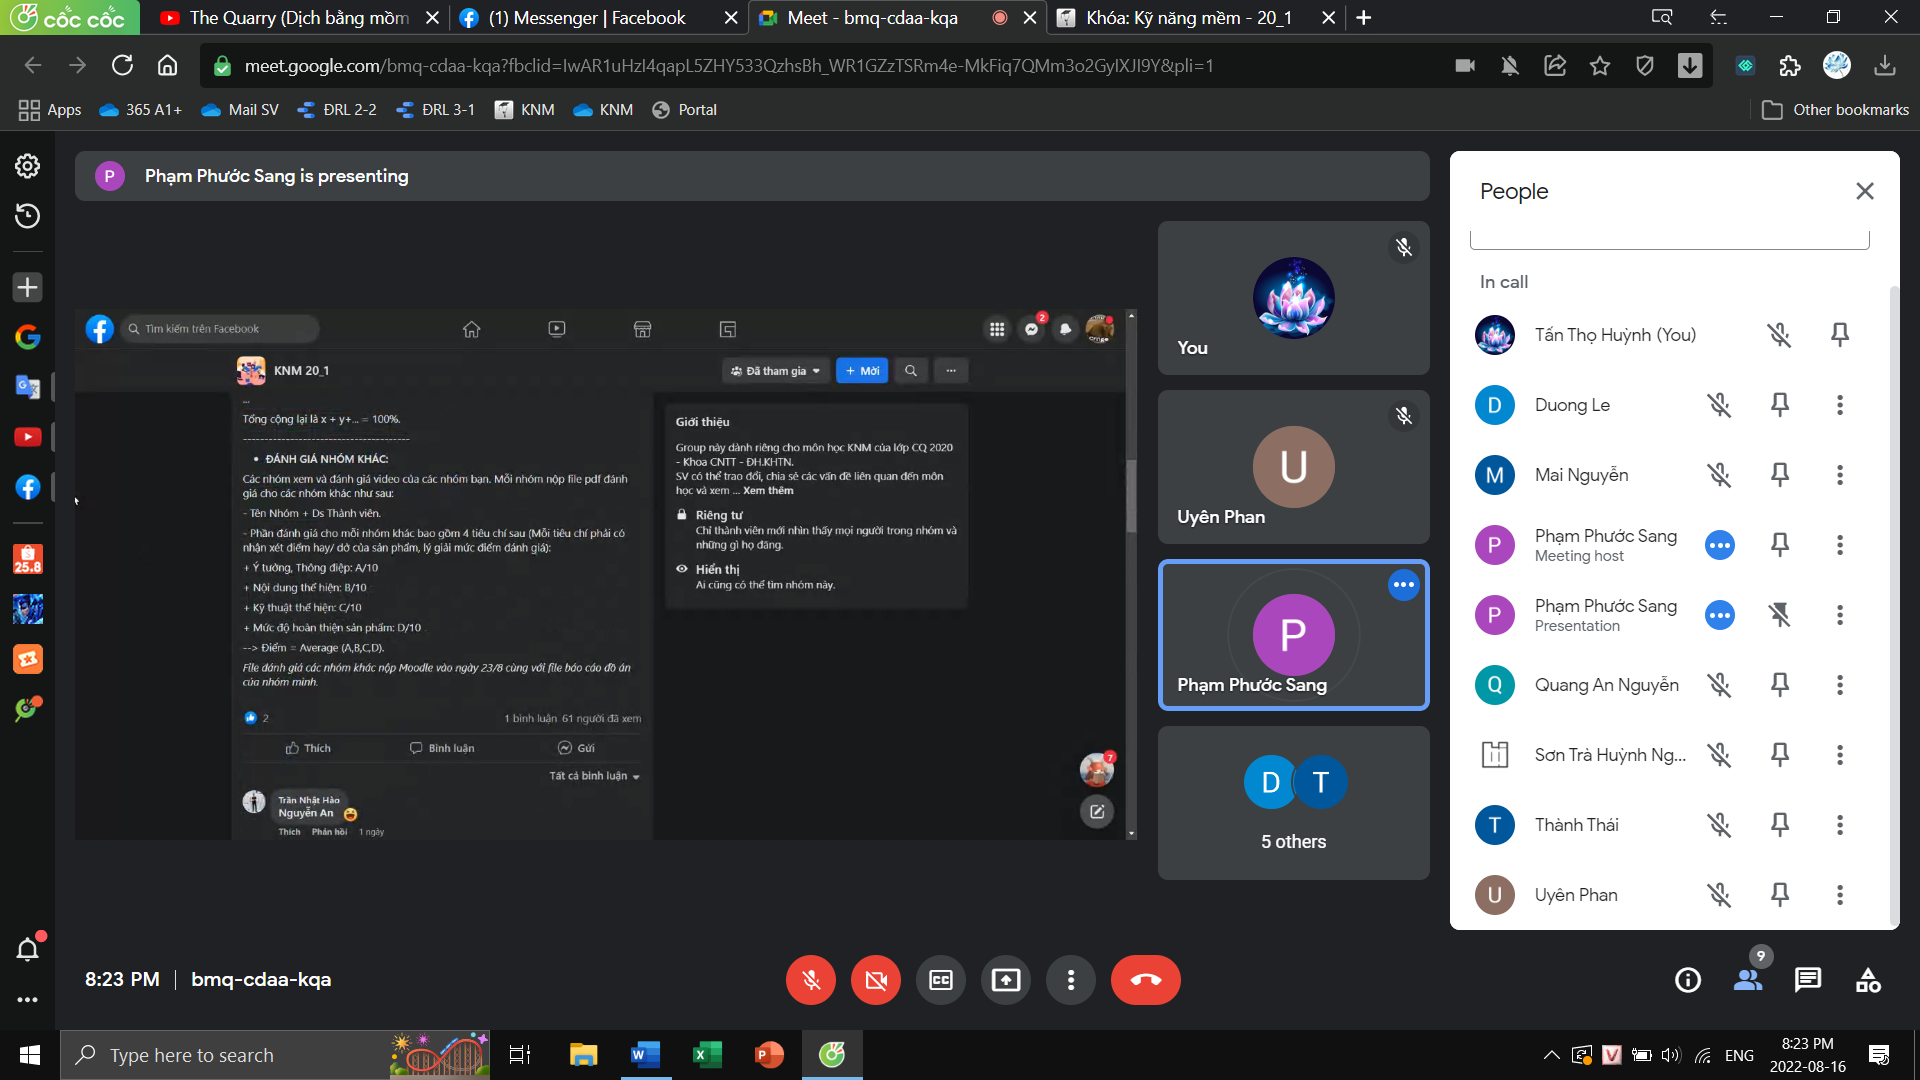 cốc cốc
The Quarry (Dịch bằng mồm
(1) Messenger | Facebook
Meet - bmq-cdaa-kqa
Khóa: Kỹ năng mềm - 20_1
meet.google.com/bmq-cdaa-kqa?fbclid=IwAR1uHzI4qapL5ZHY533QzhsBh_WR1GZzTSRm4e-MkFiq7QMm3o2GylXJI9Y&pli=1
Apps
365 A1+
Mail SV
ĐRL 2-2
ĐRL 3-1
KNM
KNM
Portal
Other bookmarks
P
Phạm Phước Sang is presenting
Tìm kiếm trên Facebook
2
KNM 20_1
Đã tham gia
+ Mời
...
Tổng cộng lại là x + y+... = 100%.
----------------------------------------
• ĐÁNH GIÁ NHÓM KHÁC:
Các nhóm xem và đánh giá video của các nhóm bạn. Mỗi nhóm nộp file pdf đánh
giá cho các nhóm khác như sau:
- Tên Nhóm + Ds Thành viên.
- Phần đánh giá cho mỗi nhóm khác bao gồm 4 tiêu chí sau (Mỗi tiêu chí phải có
nhận xét điểm hay/ dở của sản phẩm, lý giải mức điểm đánh giá):
+ Ý tưởng, Thông điệp: A/10
+ Nội dung thể hiện: B/10
+ Kỹ thuật thể hiện: C/10
+ Mức độ hoàn thiện sản phẩm: D/10
--> Điểm = Average (A,B,C,D).
File đánh giá các nhóm khác nộp Moodle vào ngày 23/8 cùng với file báo cáo đồ án
của nhóm mình.
2
1 bình luận 61 người đã xem
Thích
Bình luận
Gửi
Tất cả bình luận
Trần Nhật Hào
Nguyễn An
Thích Phản hồi 1 ngày
Giới thiệu
Group này dành riêng cho môn học KNM của lớp CQ 2020
- Khoa CNTT - ĐH.KHTN.
SV có thể trao đổi, chia sẻ các vấn đề liên quan đến môn
học và xem ... Xem thêm
Riêng tư
Chỉ thành viên mới nhìn thấy mọi người trong nhóm và
những gì họ đăng.
Hiển thị
Ai cũng có thể tìm nhóm này.
7
You
U
Uyên Phan
P
Phạm Phước Sang
D T
5 others
People
In call
Tấn Thọ Huỳnh (You)
D
Duong Le
M
Mai Nguyễn
P
Phạm Phước Sang
Meeting host
P
Phạm Phước Sang
Presentation
Q
Quang An Nguyễn
Sơn Trà Huỳnh Ng...
T
Thành Thái
U
Uyên Phan
25.8
8:23 PM | bmq-cdaa-kqa
CC
9
Type here to search
W
X
P
V
ENG
8:23 PM
2022-08-16